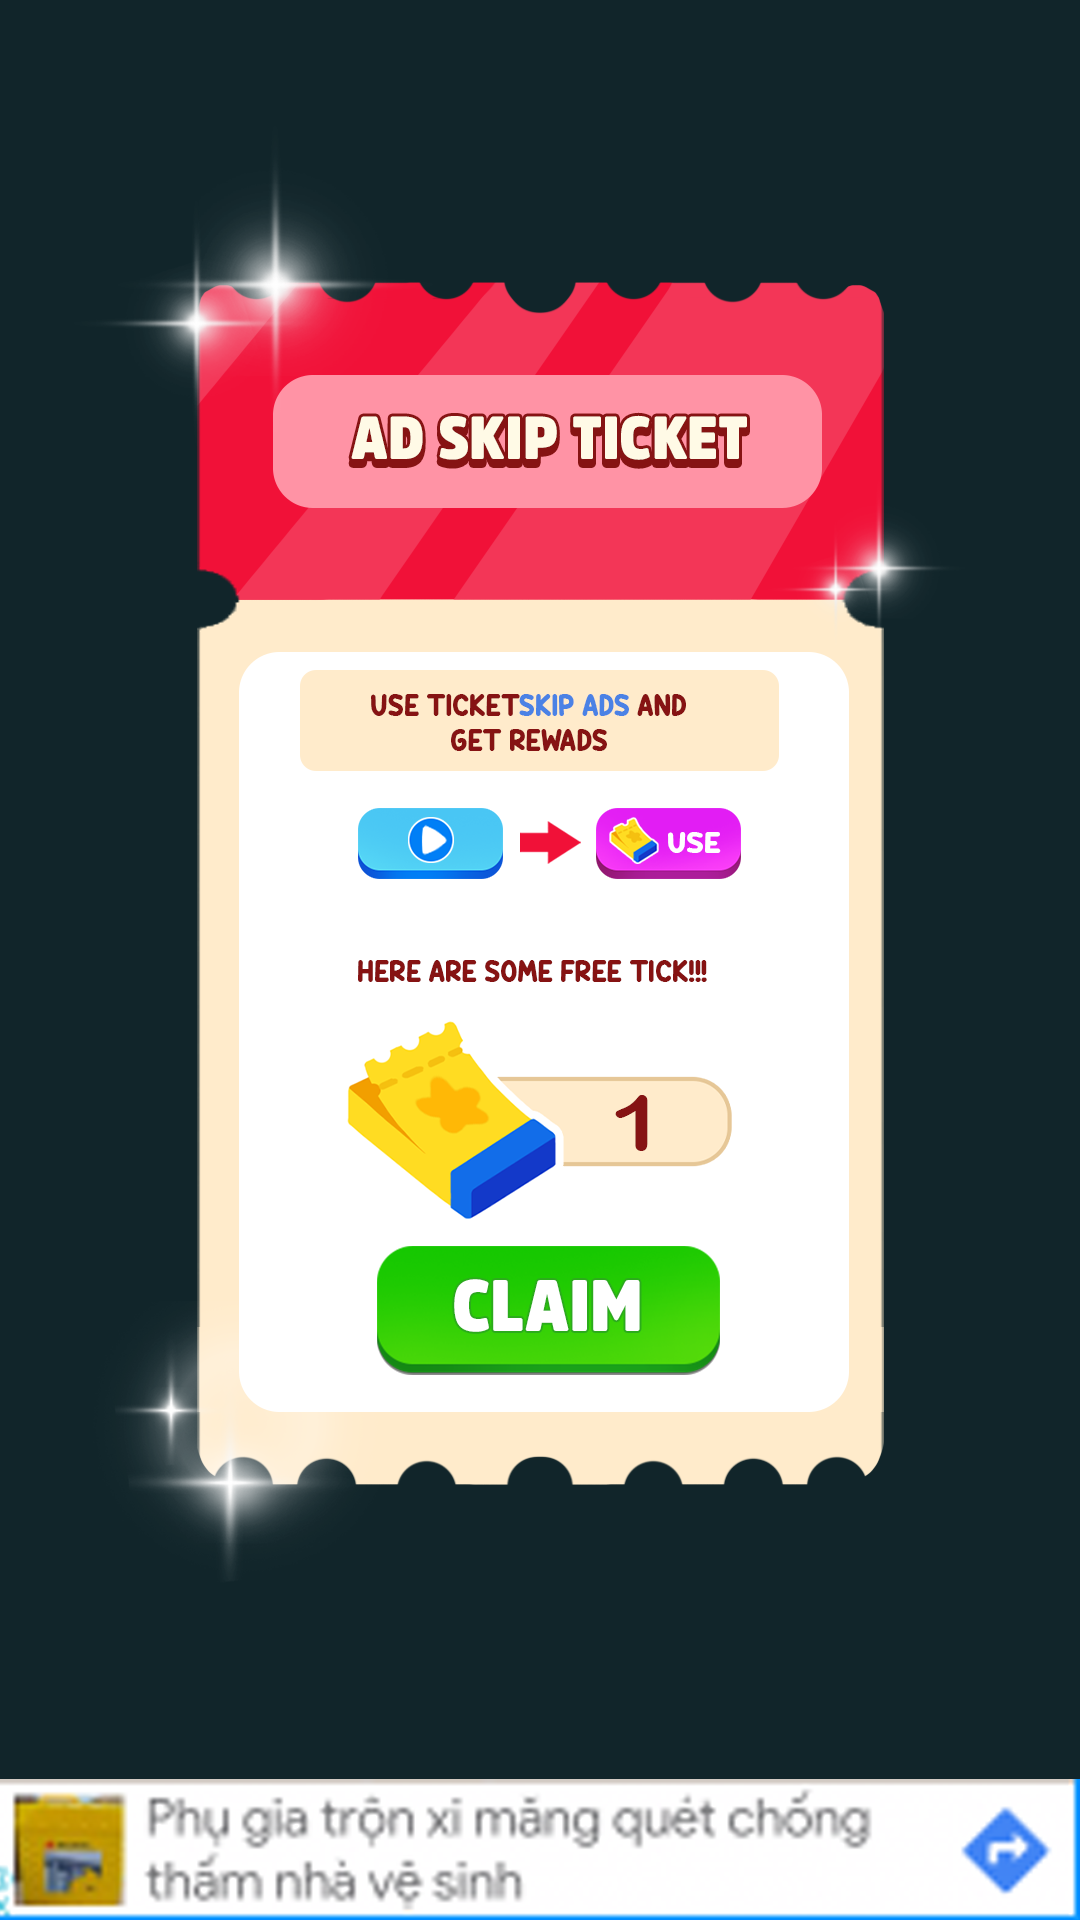 AD SKIP TICKET
USE TICKETSKIP ADS AND
GET REWADS
USE
HERE ARE SOME FREE TICK!!!
1
CLAIM
Phụ gia trộn xi măng quét chống
thấm nhà vệ sinh